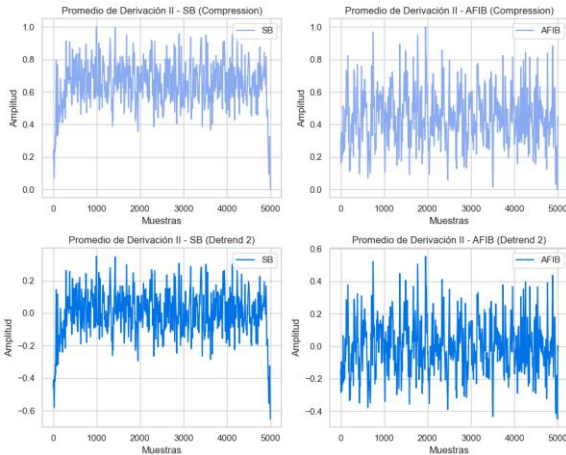 Promedio de Derivación II - SB (Compression)
SB
1.0
0.8
0.6
0.4
0.2
0.0
Amplitud
0 1000 2000 3000 4000 5000
Muestras
Promedio de Derivación II - AFIB (Compression)
AFIB
1.0
0.8
0.6
0.4
0.2
0.0
Amplitud
0 1000 2000 3000 4000 5000
Muestras
Promedio de Derivación II - SB (Detrend 2)
SB
0.2
0.0
−0.2
−0.4
−0.6
Amplitud
0 1000 2000 3000 4000 5000
Muestras
Promedio de Derivación II - AFIB (Detrend 2)
AFIB
0.6
0.4
0.2
0.0
−0.2
−0.4
Amplitud
0 1000 2000 3000 4000 5000
Muestras